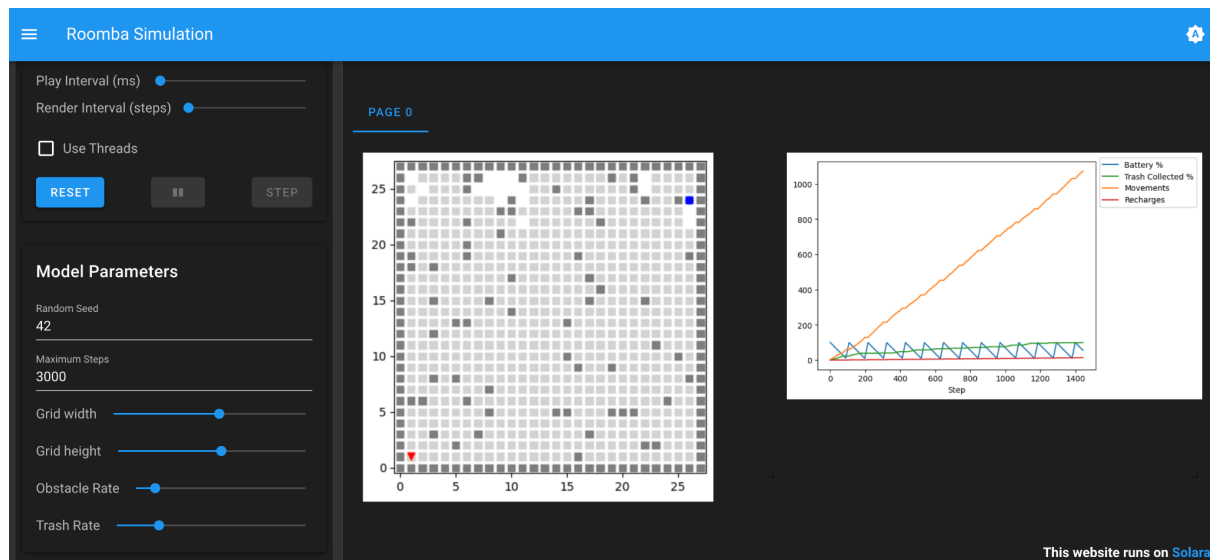 Roomba Simulation
A
Play Interval (ms)
Render Interval (steps)
Use Threads
RESET
STEP
Model Parameters
Random Seed
42
Maximum Steps
3000
Grid width
Grid height
Obstacle Rate
Trash Rate
PAGE 0
25
20
15
10
5
0
0 5 10 15 20 25
Battery %
Trash Collected %
Movements
Recharges
1000
800
600
400
200
0
0 200 400 600 800 1000 1200 1400
Step
This website runs on Solara